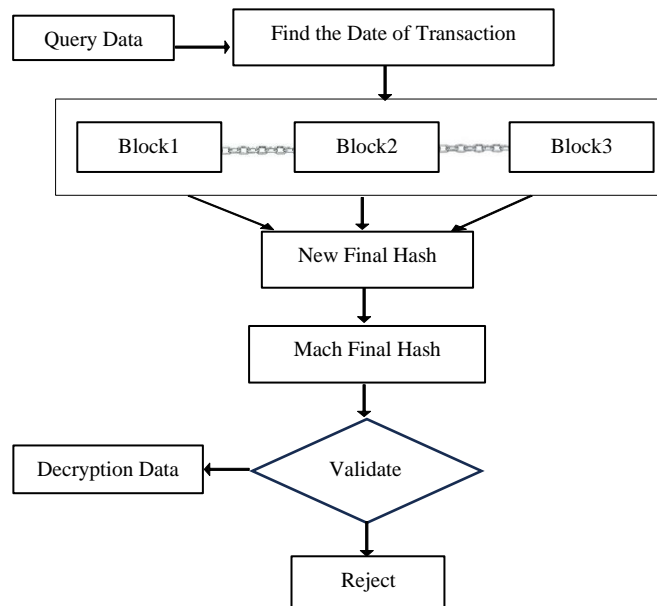 Query Data
Find the Date of Transaction
Block1
Block2
Block3
New Final Hash
Mach Final Hash
Validate
Decryption Data
Reject